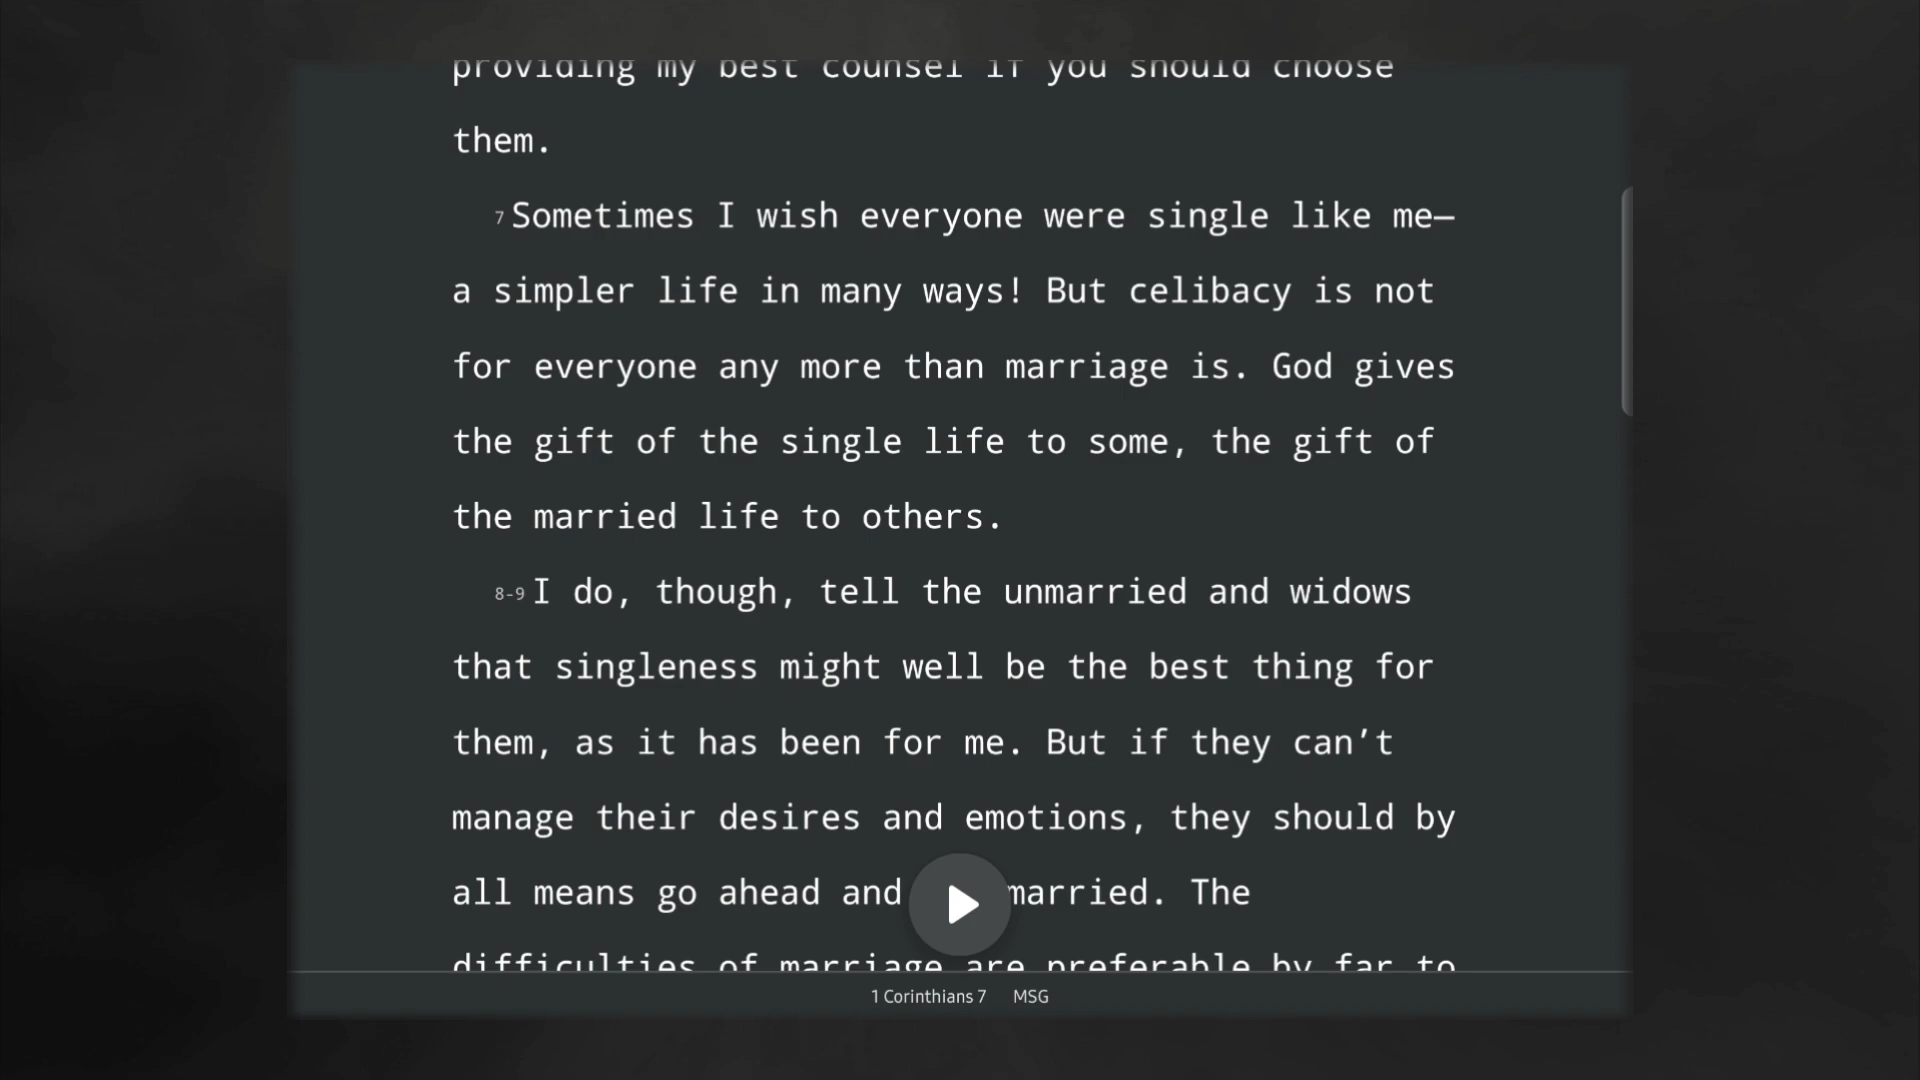 providing my best counsel if you should choose
them.
7 Sometimes I wish everyone were single like me—
a simpler life in many ways! But celibacy is not
for everyone any more than marriage is. God gives
the gift of the single life to some, the gift of
the married life to others.
8-9 I do, though, tell the unmarried and widows
that singleness might well be the best thing for
them, as it has been for me. But if they can’t
manage their desires and emotions, they should by
all means go ahead and married. The
difficulties of marriage are preferable by far to
1 Corinthians 7 MSG